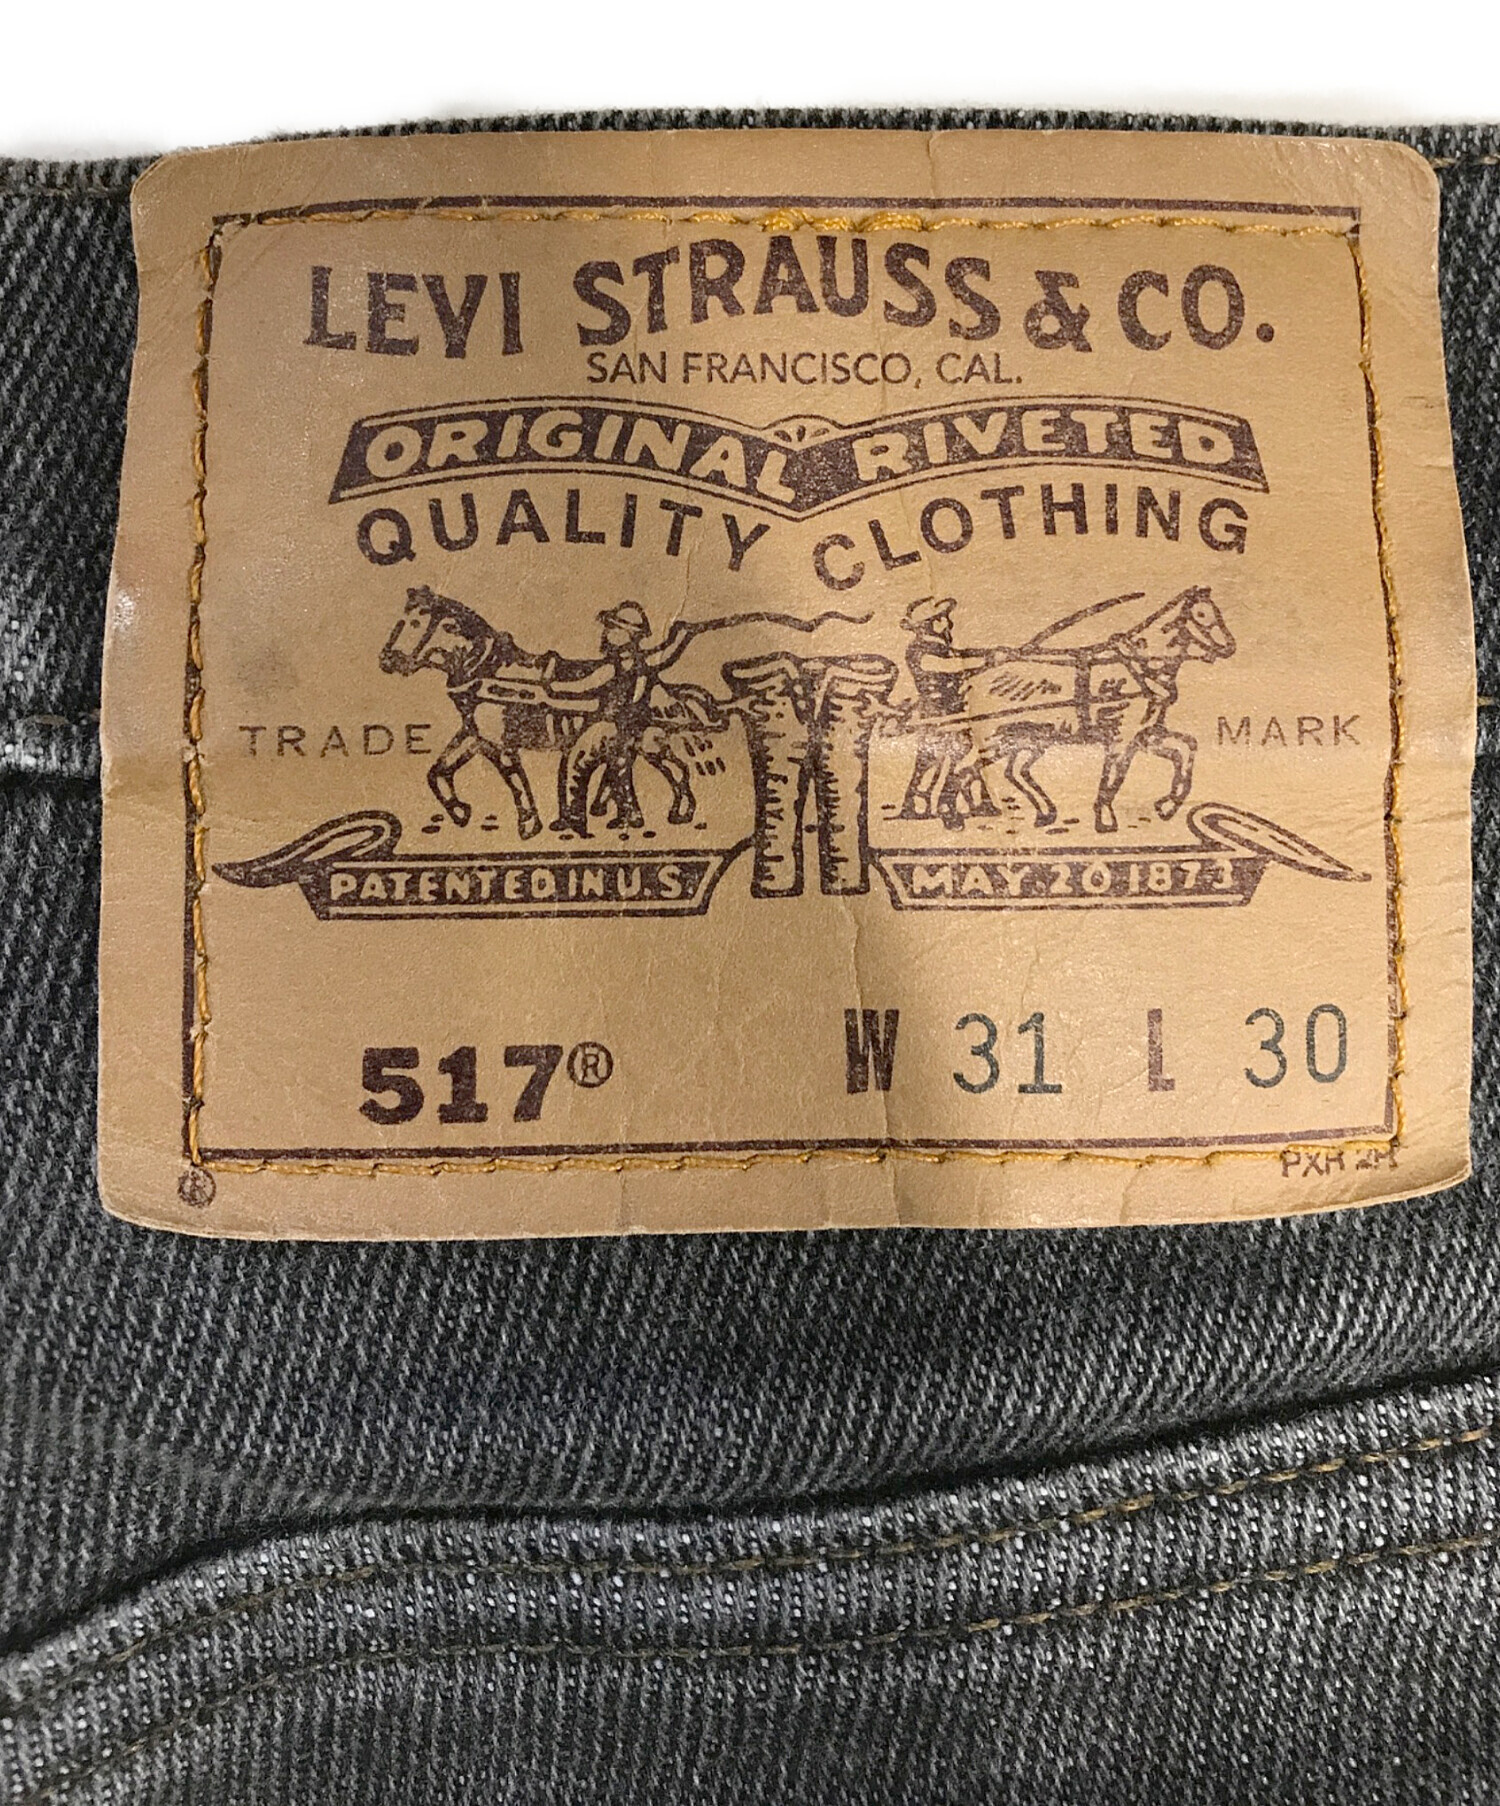 LEVI STRAUSS & CO.
SAN FRANCISCO, CAL.
ORIGINAL RIVETED
QUALITY CLOTHING
TRADE MARK
PATENTED IN U.S. MAY 20 1873
517® W 31 L 30
® PXH